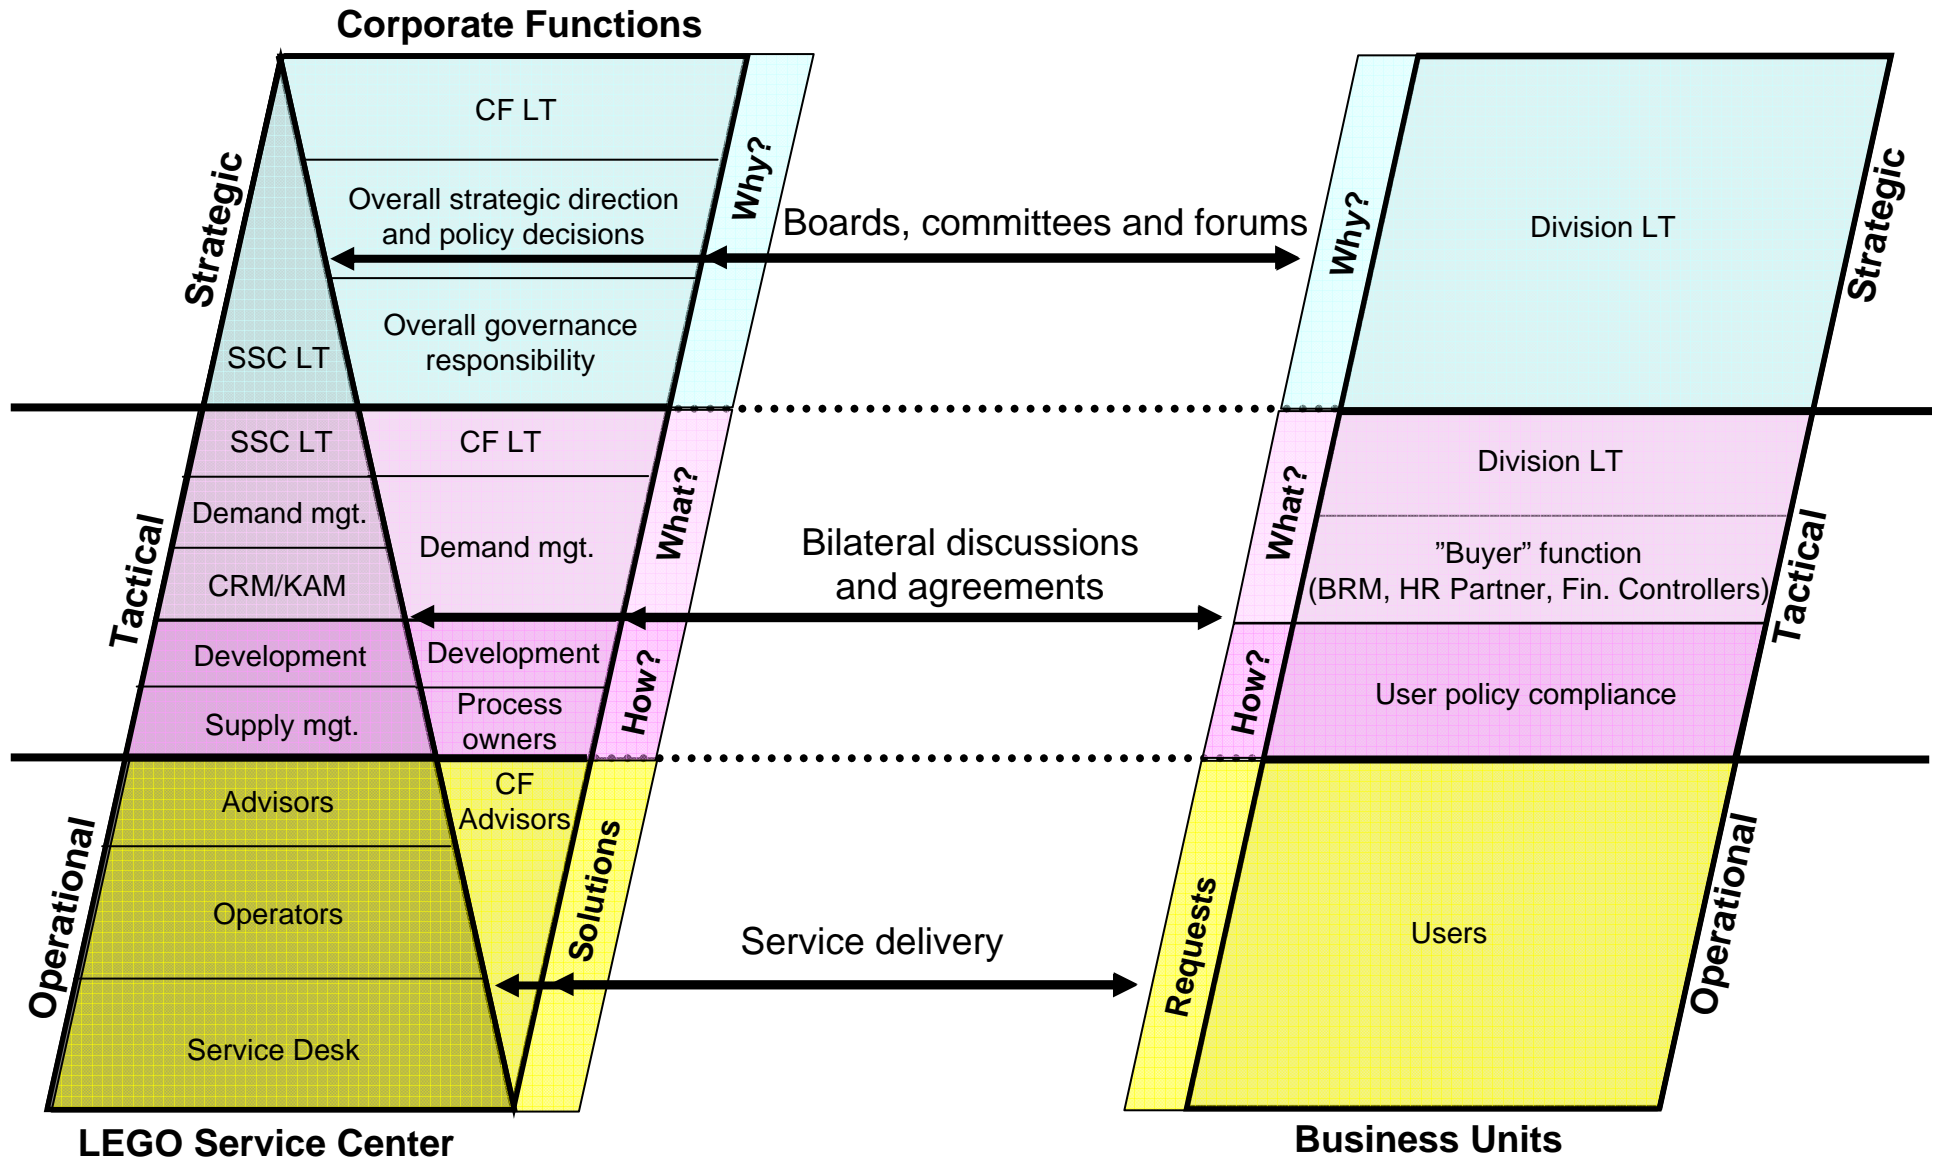 Corporate Functions
Strategic
CF LT
Overall strategic direction
and policy decisions
Overall governance
responsibility
SSC LT
Why?
Boards, committees and forums
Why?
Division LT
Strategic
Tactical
SSC LT
Demand mgt.
CRM/KAM
Development
Supply mgt.
CF LT
Demand mgt.
Development
Process
owners
What?
How?
Bilateral discussions
and agreements
What?
How?
Division LT
”Buyer” function
(BRM, HR Partner, Fin. Controllers)
User policy compliance
Tactical
Operational
Advisors
Operators
Service Desk
CF
Advisors
Solutions
Service delivery
Requests
Users
Operational
LEGO Service Center
Business Units